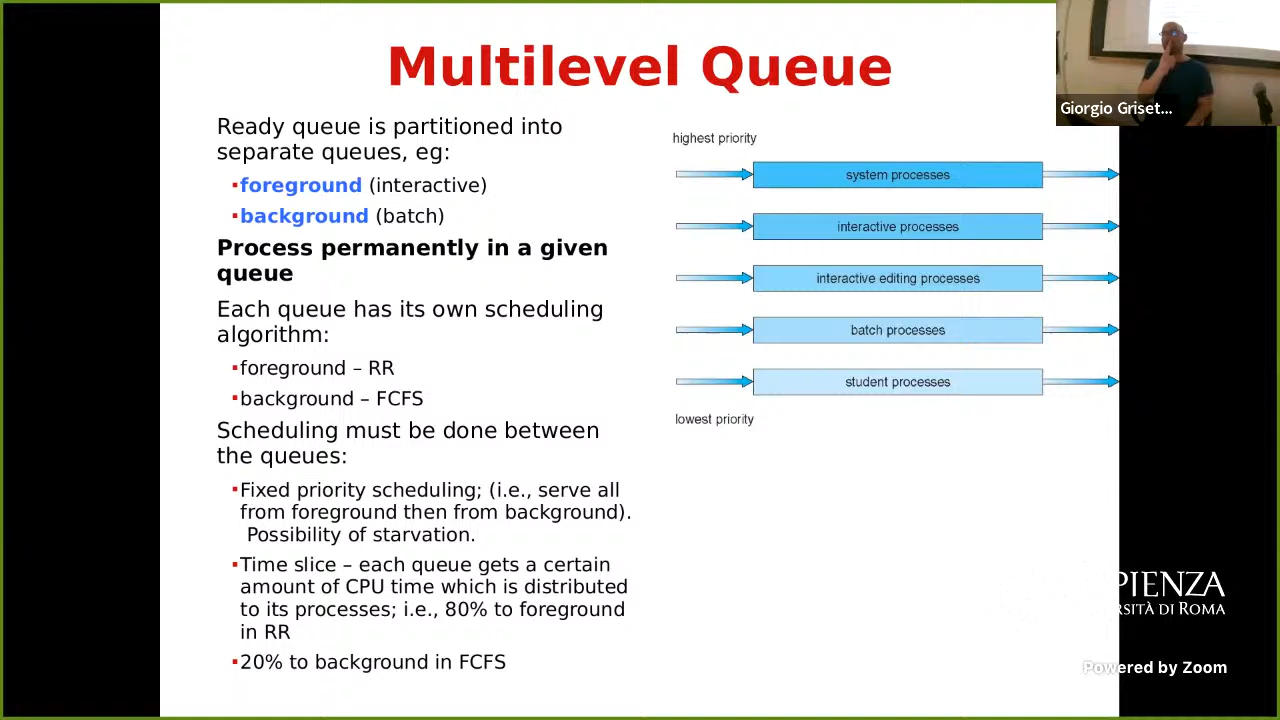 Multilevel Queue
Giorgio Griset...
Ready queue is partitioned into
separate queues, eg:
▪foreground (interactive)
▪background (batch)
Process permanently in a given
queue
Each queue has its own scheduling
algorithm:
▪foreground – RR
▪background – FCFS
Scheduling must be done between
the queues:
▪Fixed priority scheduling; (i.e., serve all
from foreground then from background).
Possibility of starvation.
▪Time slice – each queue gets a certain
amount of CPU time which is distributed
to its processes; i.e., 80% to foreground
in RR
▪20% to background in FCFS
highest priority
system processes
interactive processes
interactive editing processes
batch processes
student processes
lowest priority
PIENZA
RSITÀ DI ROMA
Powered by Zoom